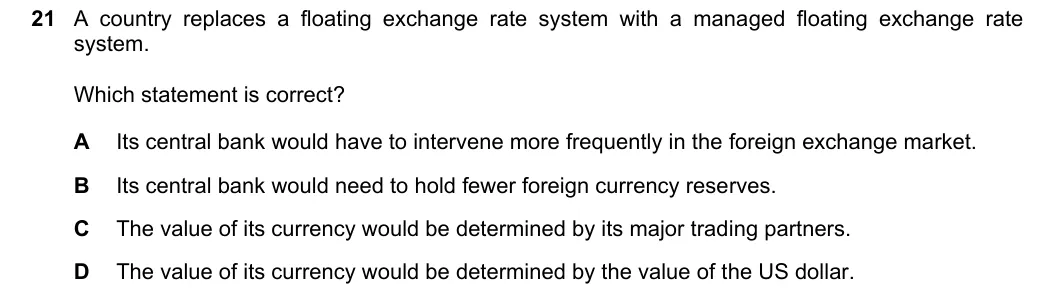 21 A country replaces a floating exchange rate system with a managed floating exchange rate
system.
Which statement is correct?
A Its central bank would have to intervene more frequently in the foreign exchange market.
B Its central bank would need to hold fewer foreign currency reserves.
C The value of its currency would be determined by its major trading partners.
D The value of its currency would be determined by the value of the US dollar.